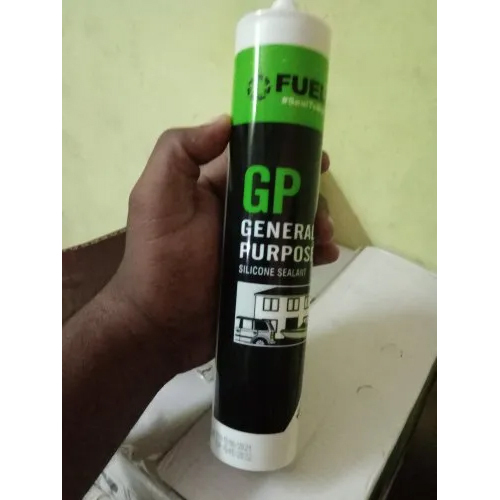 FUEL
GP
GENERAL
PURPOSE
SILICONE SEALANT